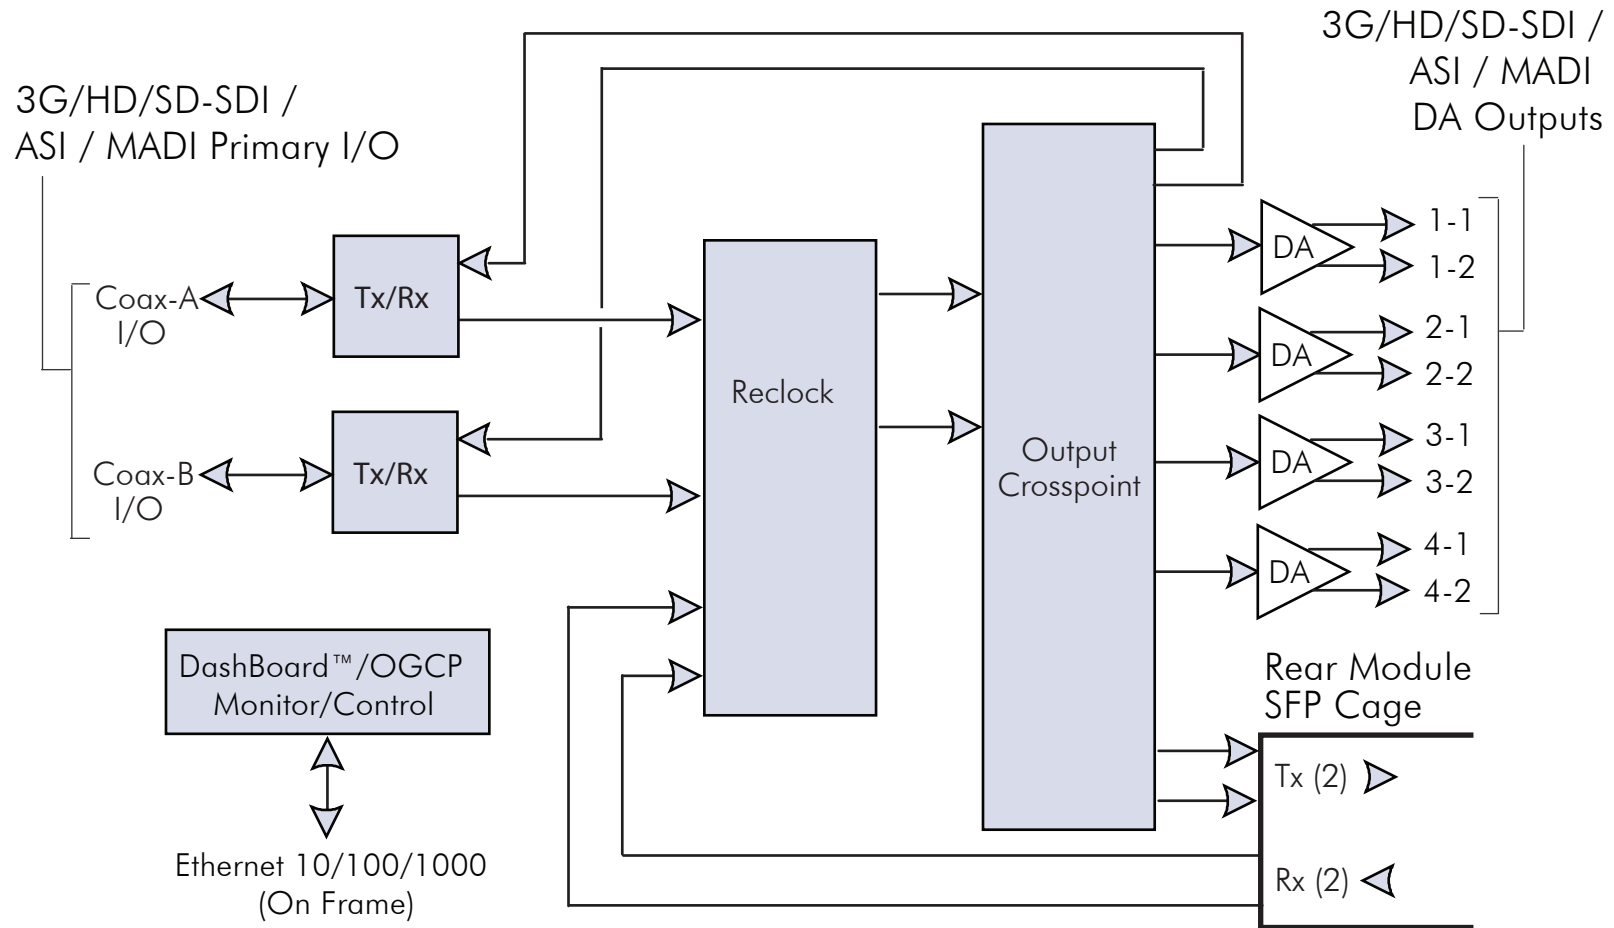 3G/HD/SD-SDI /
ASI / MADI Primary I/O
3G/HD/SD-SDI /
ASI / MADI
DA Outputs
Coax-A
I/O
Tx/Rx
Coax-B
I/O
Tx/Rx
Reclock
Output
Crosspoint
DA
1-1
1-2
DA
2-1
2-2
DA
3-1
3-2
DA
4-1
4-2
DashBoard™/OGCP
Monitor/Control
Ethernet 10/100/1000
(On Frame)
Rear Module
SFP Cage
Tx (2)
Rx (2)